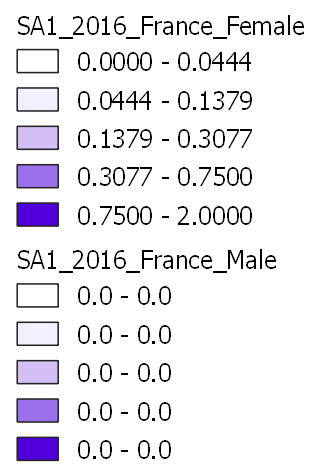 SA1_2016_France_Female
0.0000 - 0.0444
0.0444 - 0.1379
0.1379 - 0.3077
0.3077 - 0.7500
0.7500 - 2.0000
SA1_2016_France_Male
0.0 - 0.0
0.0 - 0.0
0.0 - 0.0
0.0 - 0.0
0.0 - 0.0